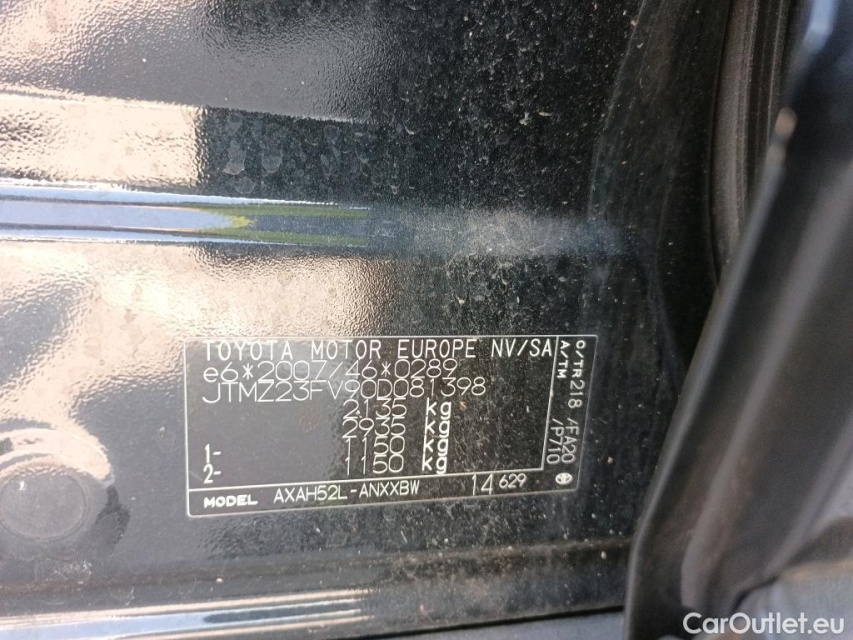 TOYOTA MOTOR EUROPE NV/SA
e6*2007/46*0289
JTMZ23FV90D081398
2135 kg
2935 kg
1- 1150 kg
2- 1150 kg
MODEL AXAH52L-ANXXBW 14 629
C/TR 218 /FA20
A/TM /P710
CarOutlet.eu